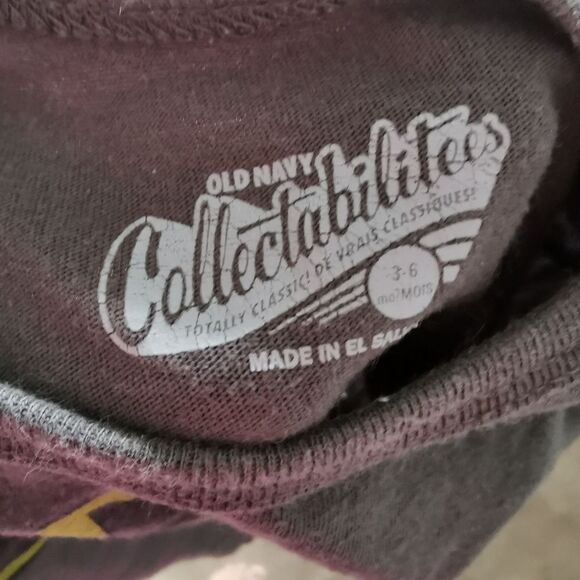 OLD NAVY
Collectabilitees
TOTALLY CLASSIC! DE VRAIS CLASSIQUES!
3-6
mo/MOIS
MADE IN EL